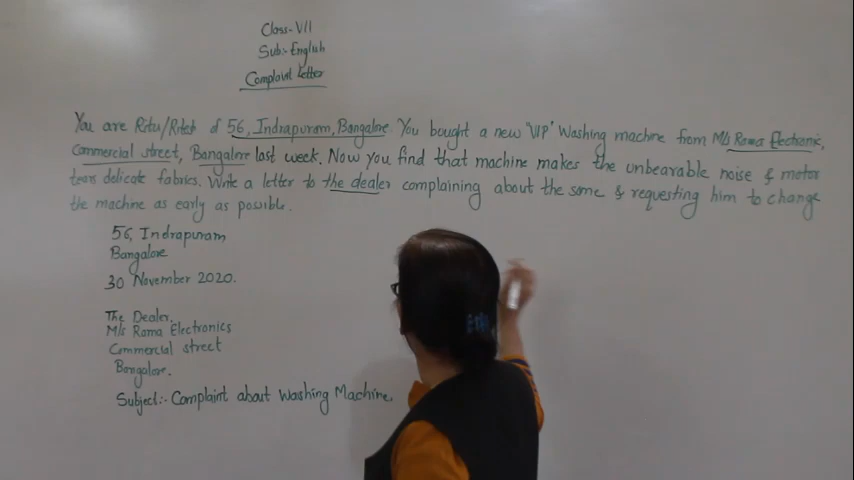 Class-VII
Sub:- English
Complaint Letter
You are Ritu/Ritesh of 56, Indrapuram, Bangalore. You bought a new 'VIP' Washing machine from M/s Rama Electronic,
Commercial street, Bangalore last week. Now you find that machine makes the unbearable noise & motor
tears delicate fabrics. Write a letter to the dealer complaining about the same & requesting him to change
the machine as early as possible.
56, Indrapuram
Bangalore
30 November 2020.
The Dealer,
M/s Rama Electronics
Commercial street
Bangalore.
Subject:- Complaint about Washing Machine.